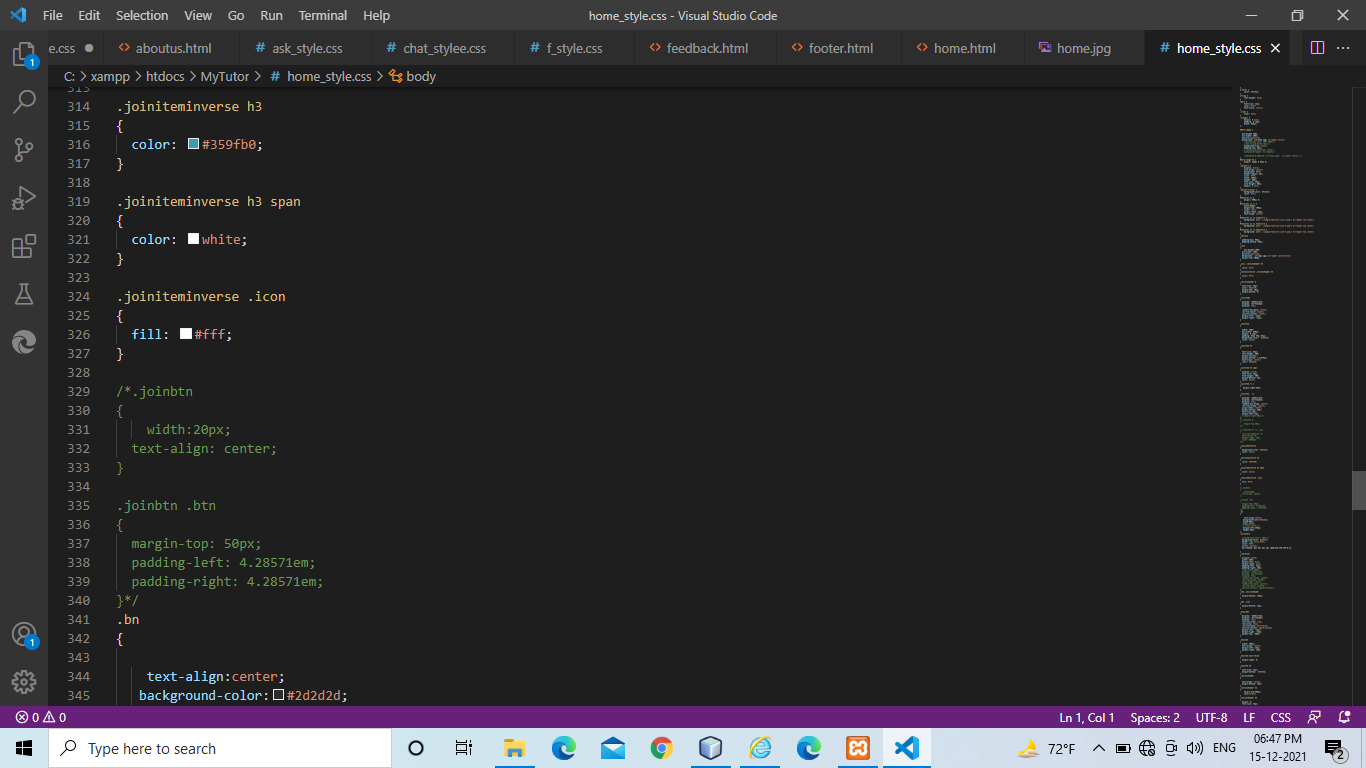 File Edit Selection View Go Run Terminal Help home_style.css - Visual Studio Code
e.css aboutus.html # ask_style.css # chat_stylee.css # f_style.css feedback.html footer.html home.html home.jpg # home_style.css
C: > xampp > htdocs > MyTutor > # home_style.css > body
313
314 .joiniteminverse h3
315 {
316 color: #359fb0;
317 }
318
319 .joiniteminverse h3 span
320 {
321 color: white;
322 }
323
324 .joiniteminverse .icon
325 {
326 fill: #fff;
327 }
328
329 /*.joinbtn
330 {
331 width:20px;
332 text-align: center;
333 }
334
335 .joinbtn .btn
336 {
337 margin-top: 50px;
338 padding-left: 4.28571em;
339 padding-right: 4.28571em;
340 }*/
341 .bn
342 {
343
344 text-align:center;
345 background-color: #2d2d2d;
1
1
0 0 Ln 1, Col 1 Spaces: 2 UTF-8 LF CSS
Type here to search 72°F ENG 06:47 PM
15-12-2021 2